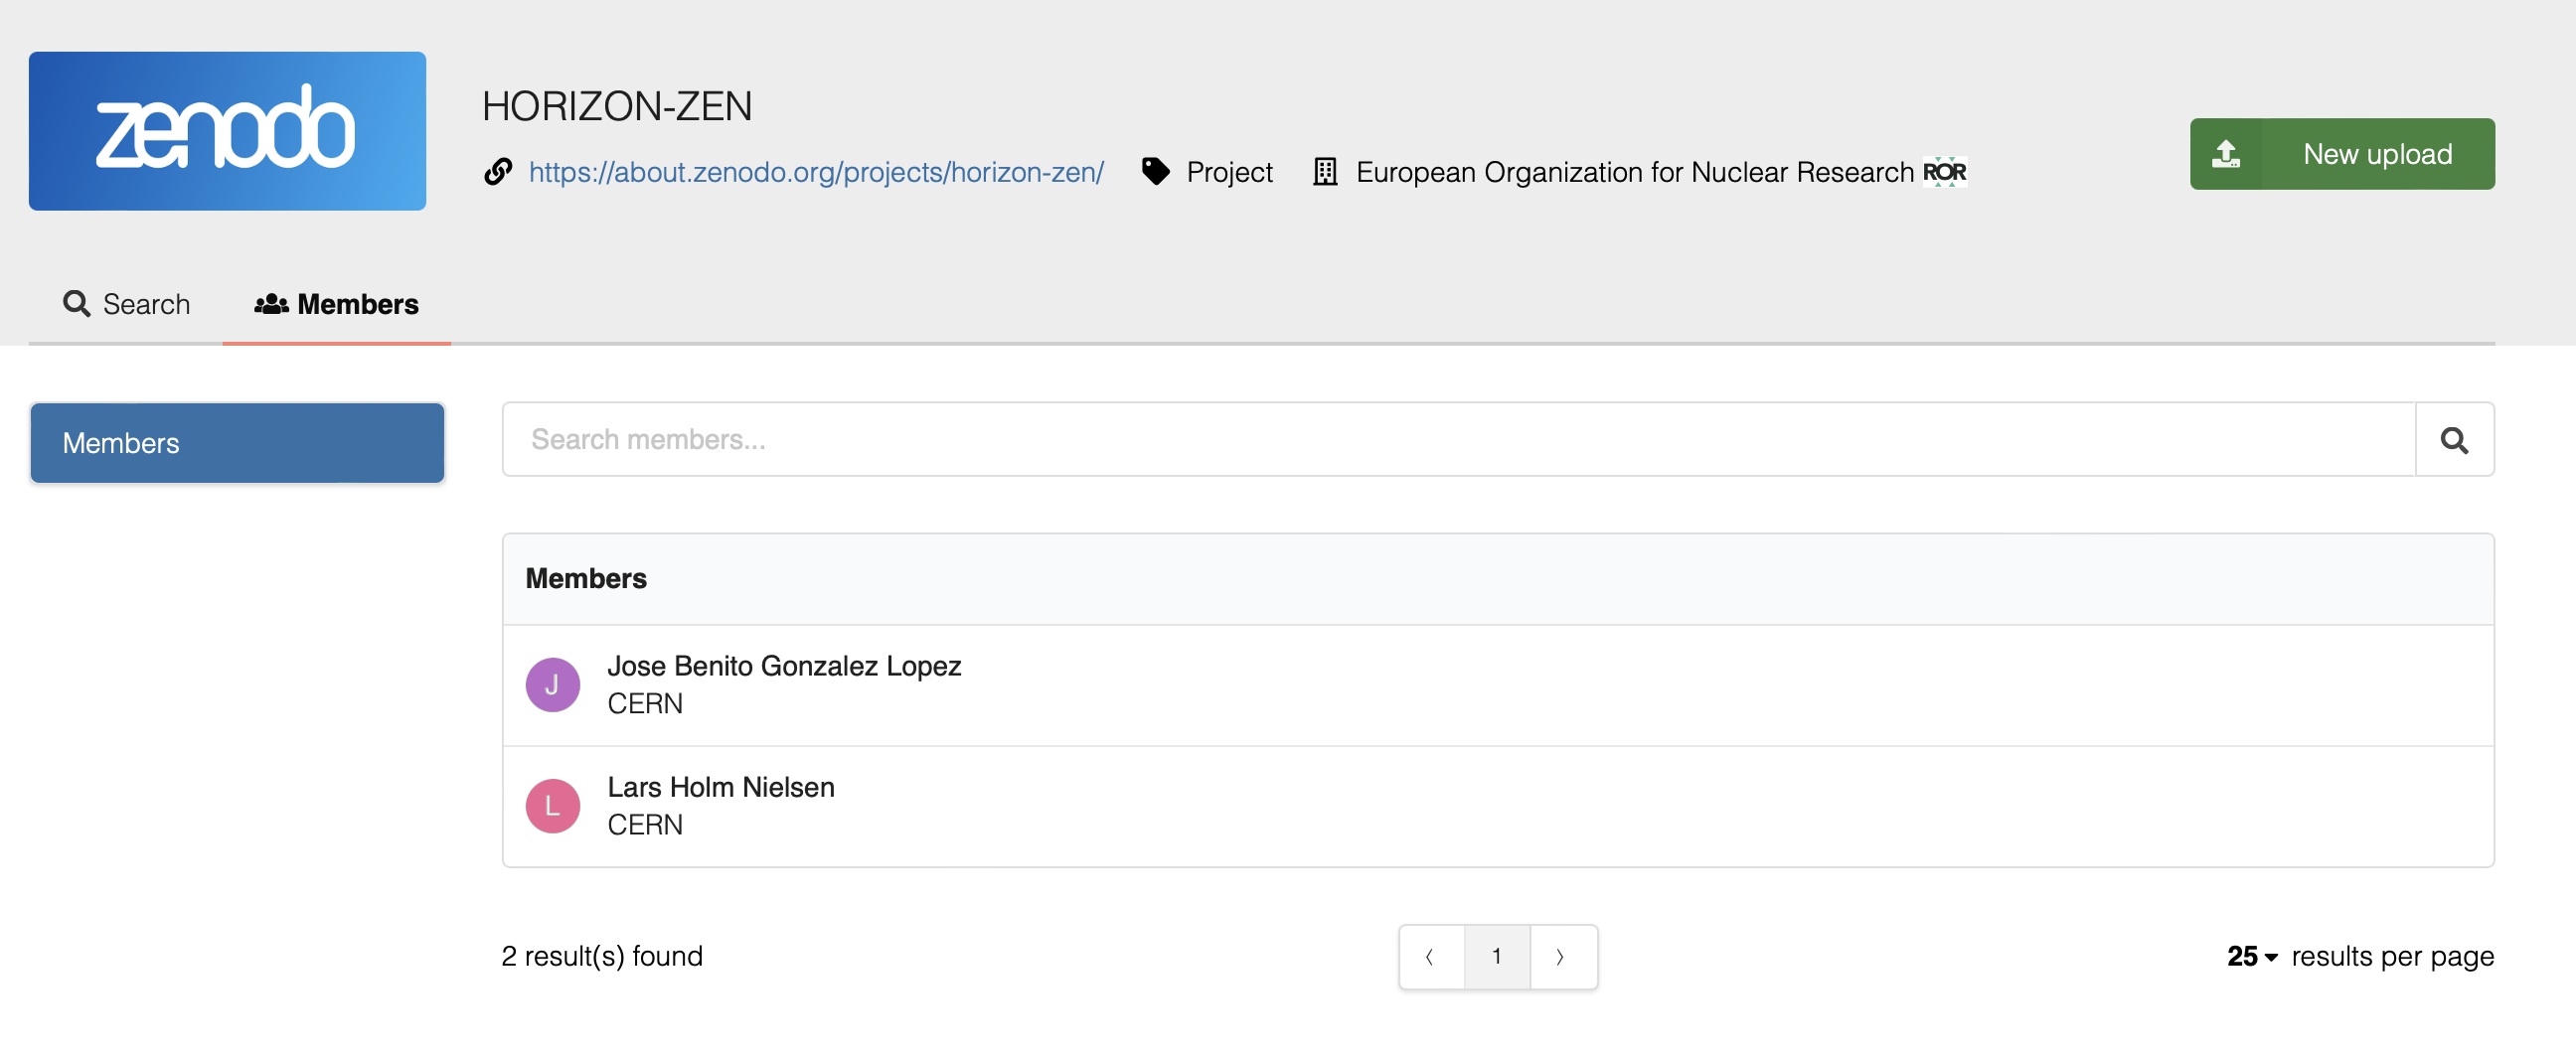 zenodo
HORIZON-ZEN
https://about.zenodo.org/projects/horizon-zen/ Project European Organization for Nuclear Research ROR
New upload
Search Members
Members
Search members...
Members
J
Jose Benito Gonzalez Lopez
CERN
L
Lars Holm Nielsen
CERN
2 result(s) found
1
25 results per page